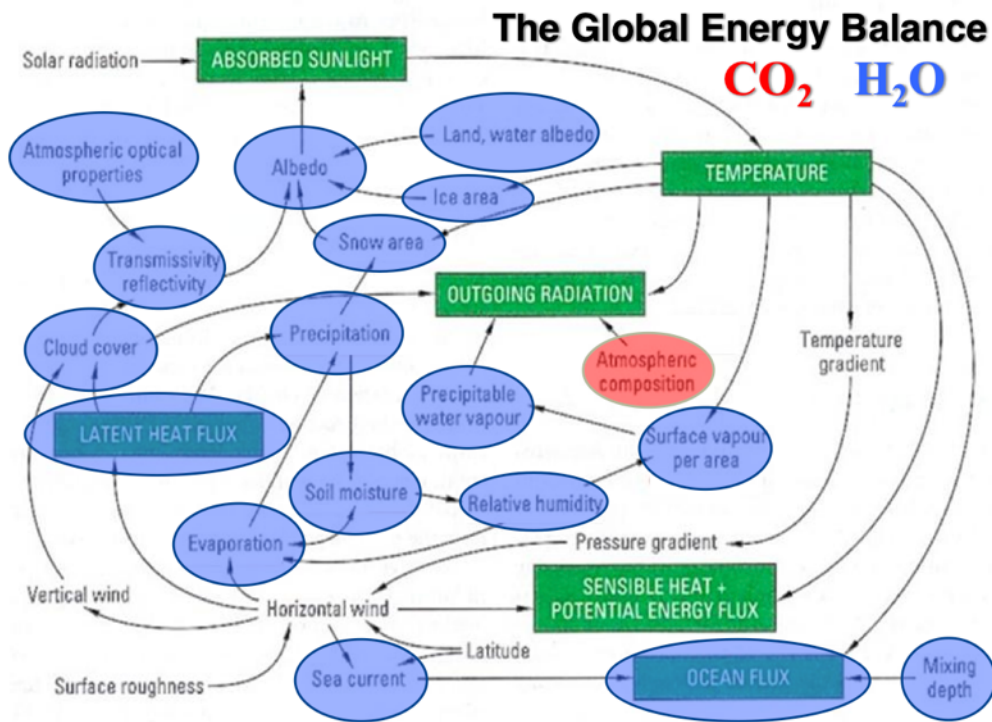 The Global Energy Balance
CO₂ H₂O
Solar radiation
ABSORBED SUNLIGHT
Atmospheric optical
properties
Albedo
Land, water albedo
Ice area
TEMPERATURE
Snow area
Transmissivity
reflectivity
OUTGOING RADIATION
Cloud cover
Precipitation
Temperature
gradient
Atmospheric
composition
Precipitable
water vapour
LATENT HEAT FLUX
Surface vapour
per area
Soil moisture
Relative humidity
Evaporation
Pressure gradient
SENSIBLE HEAT +
POTENTIAL ENERGY FLUX
Vertical wind
Horizontal wind
Latitude
Surface roughness
Sea current
OCEAN FLUX
Mixing
depth